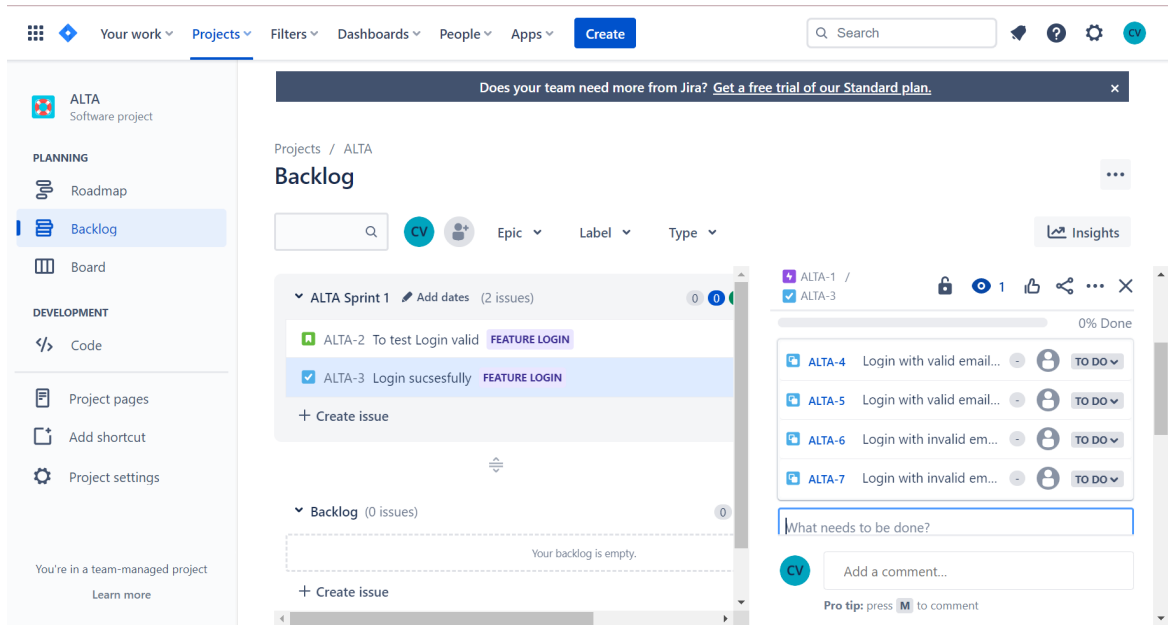 Your work Projects Filters Dashboards People Apps Create Search CV
Does your team need more from Jira? Get a free trial of our Standard plan.
ALTA
Software project
PLANNING
Roadmap
Backlog
Board
DEVELOPMENT
Code
Project pages
Add shortcut
Project settings
You're in a team-managed project
Learn more
Projects / ALTA
Backlog
CV Epic Label Type Insights
ALTA Sprint 1 Add dates (2 issues) 0 0
ALTA-2 To test Login valid FEATURE LOGIN
ALTA-3 Login sucsesfully FEATURE LOGIN
+ Create issue
Backlog (0 issues) 0
Your backlog is empty.
+ Create issue
ALTA-1 /
ALTA-3
1
0% Done
ALTA-4 Login with valid email... - TO DO
ALTA-5 Login with valid email... - TO DO
ALTA-6 Login with invalid em... - TO DO
ALTA-7 Login with invalid em... - TO DO
What needs to be done?
CV Add a comment...
Pro tip: press M to comment